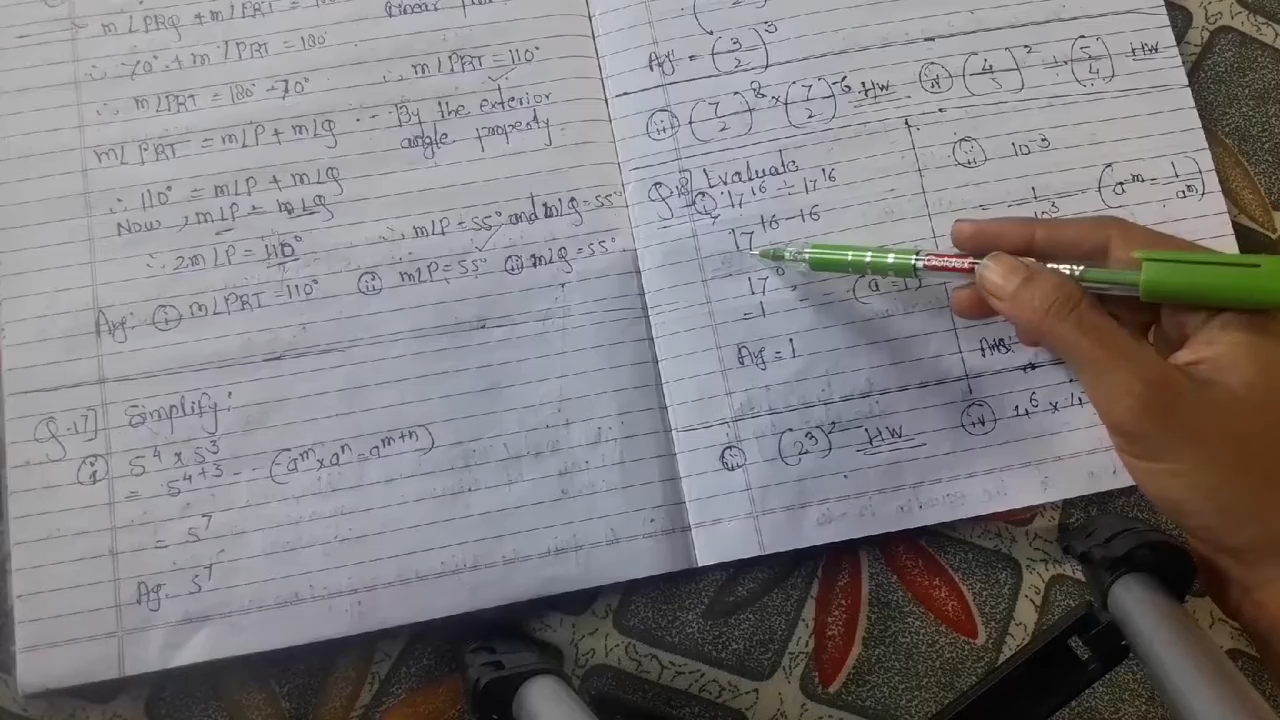 m∠PRQ + m∠PRT =
∴ 70° + m∠PRT = 180°
∴ m∠PRT = 180° - 70° ∴ m∠PRT = 110°
m∠PRT = m∠P + m∠Q -- By the exterior
angle property
∴ 110° = m∠P + m∠Q
Now, m∠P = m∠Q
∴ 2m∠P = 110° ∴ m∠P = 55° and m∠Q = 55°
Ans: (i) m∠PRT = 110° (ii) m∠P = 55° (iii) m∠Q = 55°
Q-17] Simplify:
(i) 5⁴ × 5³
= 5⁴⁺³ -- (aᵐ × aⁿ = aᵐ⁺ⁿ)
= 5⁷
Ans. 5⁷
Ans = (3/2)³
(iii) (7/2)⁸ × (7/2)⁻⁶ HW (iv) (4/5)² ÷ (5/4) HW
Q-18] Evaluate
(i) 17¹⁶ ÷ 17¹⁶
17¹⁶⁻¹⁶
17⁰
= 1
Ans = 1
(ii) 10⁻³
= 1/10³ (a⁻ᵐ = 1/aᵐ)
Ans:
(iii) (2³)² HW (iv) 4⁶ × 4
Goldex